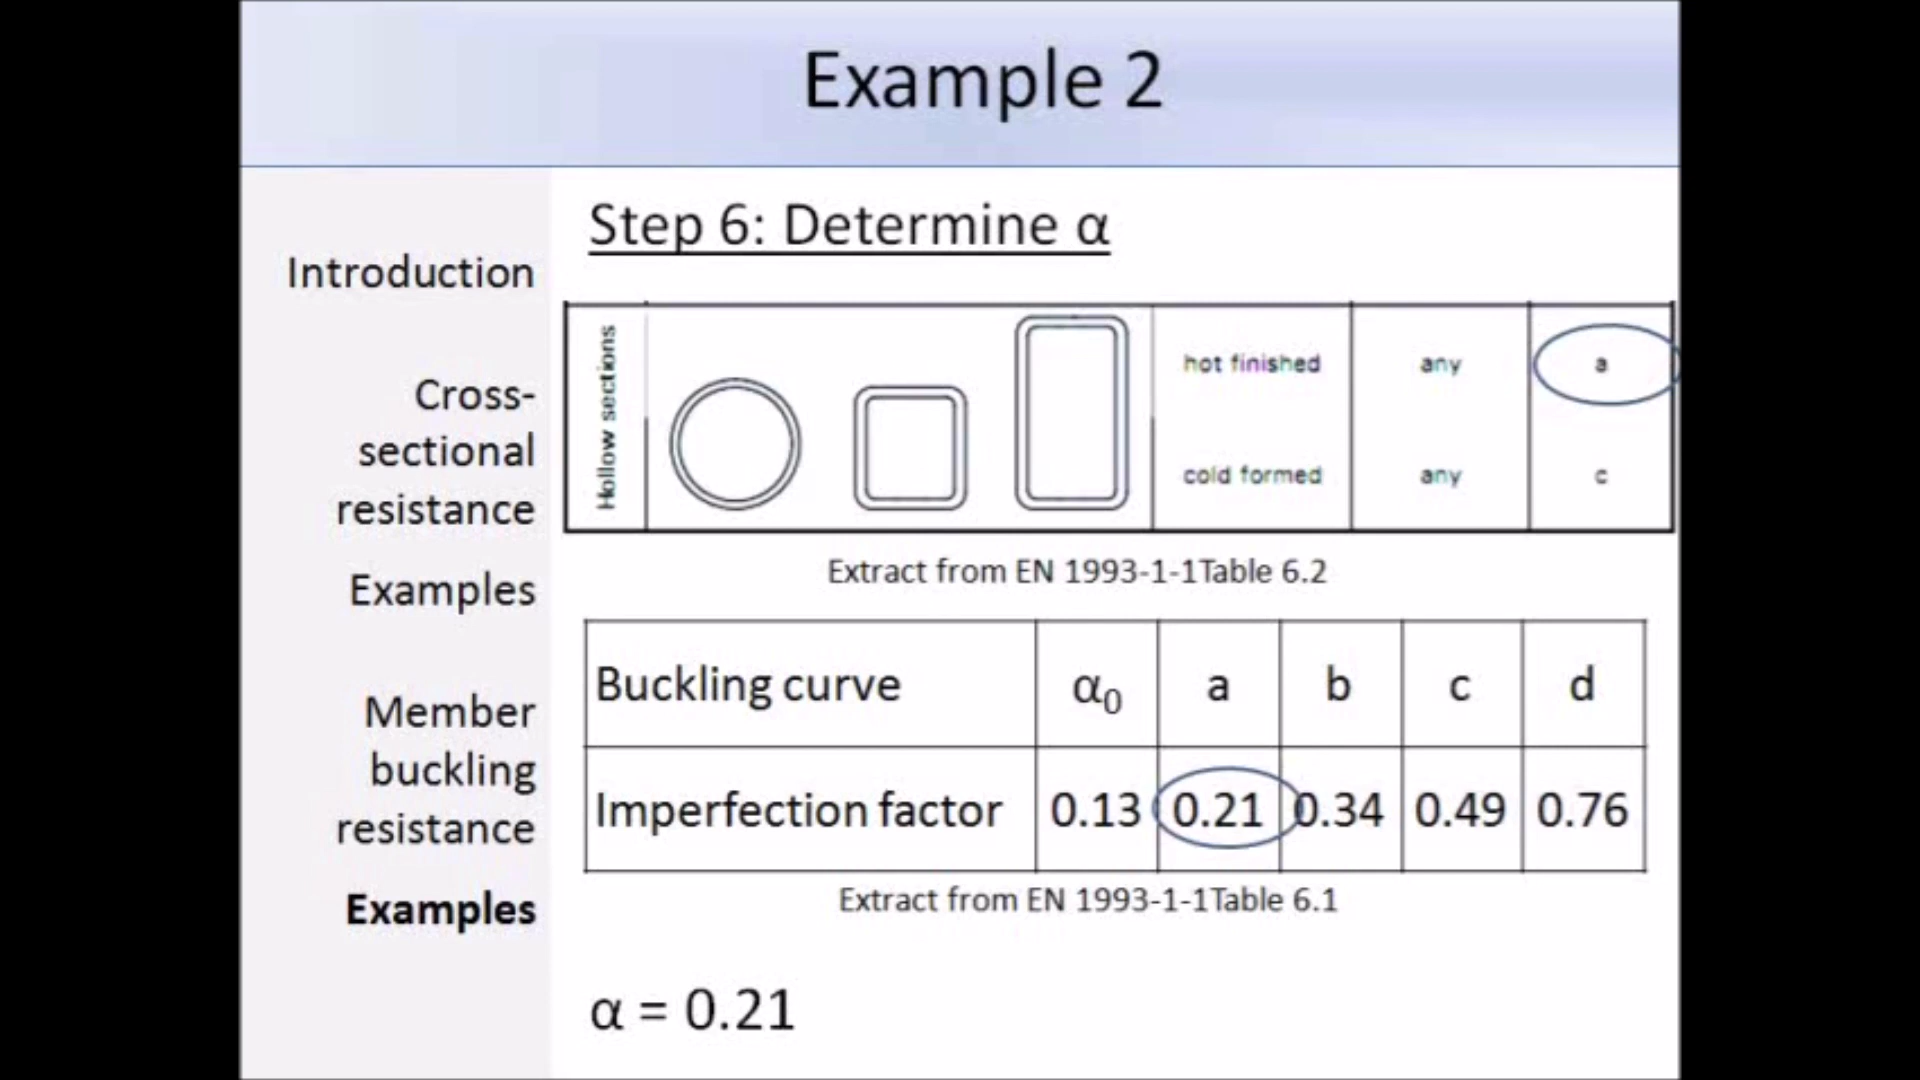 Example 2
Introduction
Cross-
sectional
resistance
Examples
Member
buckling
resistance
Examples
Step 6: Determine α
Hollow sections
hot finished any a
cold formed any c
Extract from EN 1993-1-1Table 6.2
Buckling curve α0 a b c d
Imperfection factor 0.13 0.21 0.34 0.49 0.76
Extract from EN 1993-1-1Table 6.1
α = 0.21